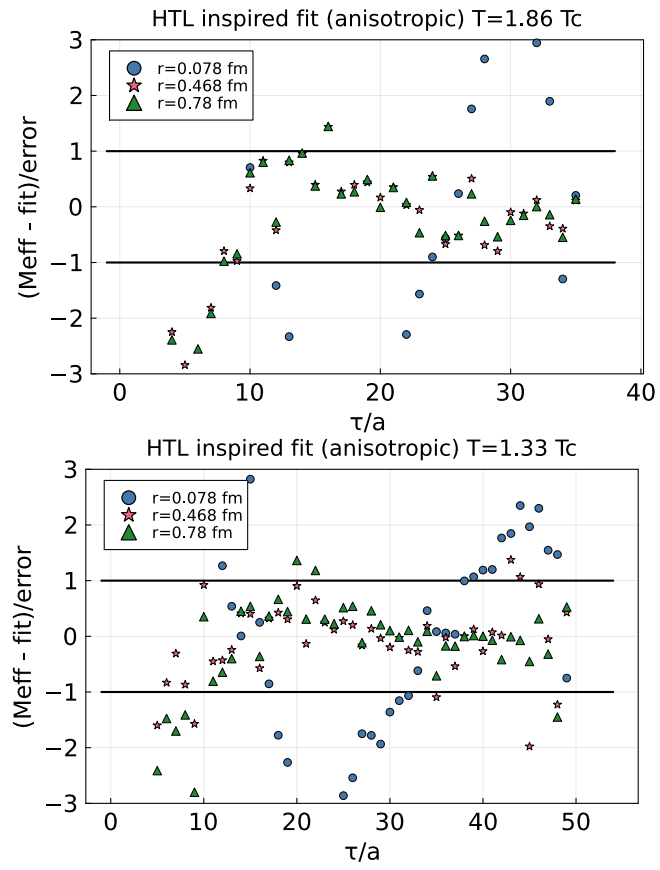 HTL inspired fit (anisotropic) T=1.86 Tc
3
2
1
0
−1
−2
−3
(Meff - fit)/error
r=0.078 fm
r=0.468 fm
r=0.78 fm
0
10
20
30
40
τ/a
HTL inspired fit (anisotropic) T=1.33 Tc
3
2
1
0
−1
−2
−3
(Meff - fit)/error
r=0.078 fm
r=0.468 fm
r=0.78 fm
0
10
20
30
40
50
τ/a